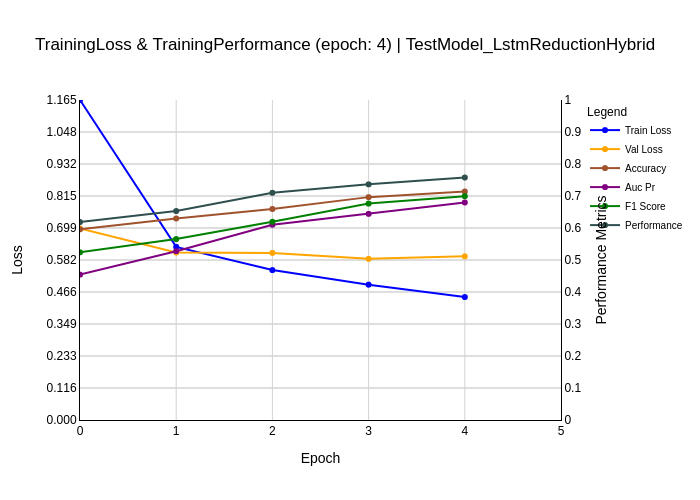 TrainingLoss & TrainingPerformance (epoch: 4) | TestModel_LstmReductionHybrid
1.165
1.048
0.932
0.815
0.699
0.582
0.466
0.349
0.233
0.116
0.000
Loss
0
1
2
3
4
5
Epoch
1
0.9
0.8
0.7
0.6
0.5
0.4
0.3
0.2
0.1
0
Performance Metrics
Legend
Train Loss
Val Loss
Accuracy
Auc Pr
F1 Score
Performance